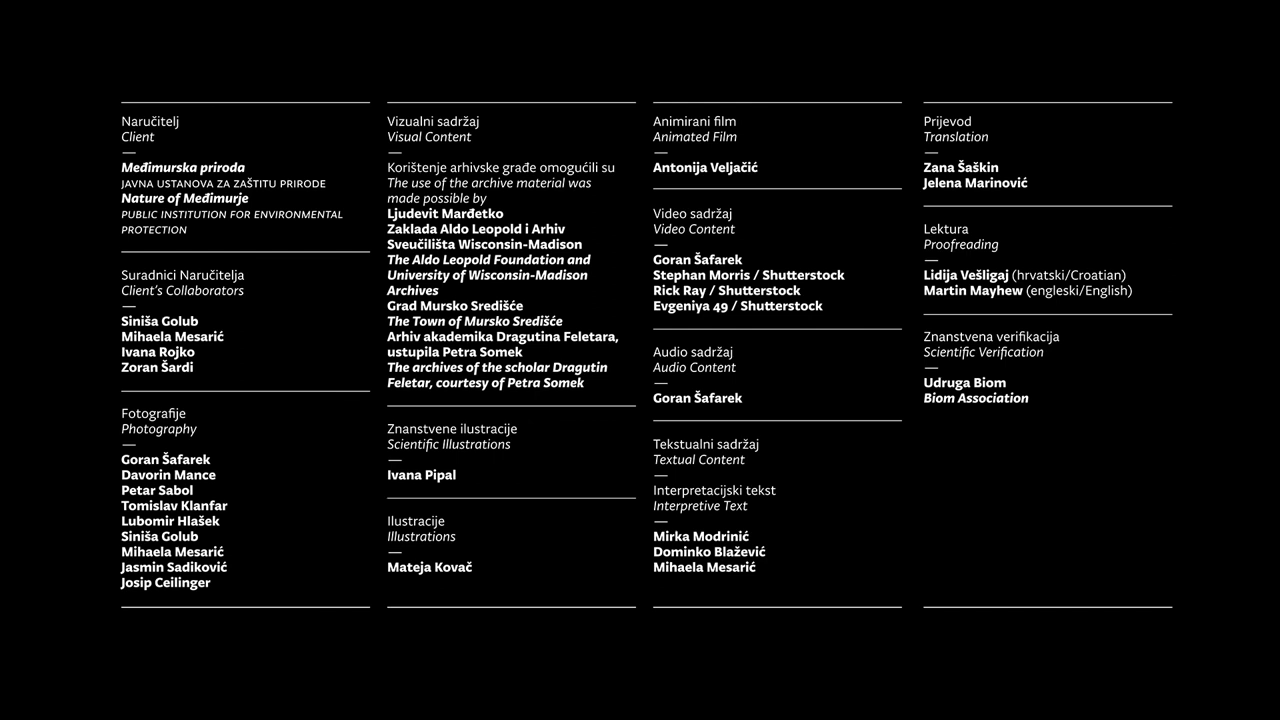 Naručitelj
Client
—
Međimurska priroda
JAVNA USTANOVA ZA ZAŠTITU PRIRODE
Nature of Međimurje
PUBLIC INSTITUTION FOR ENVIRONMENTAL
PROTECTION
Suradnici Naručitelja
Client's Collaborators
—
Siniša Golub
Mihaela Mesarić
Ivana Rojko
Zoran Šardi
Fotografije
Photography
—
Goran Šafarek
Davorin Mance
Petar Sabol
Tomislav Klanfar
Lubomir Hlašek
Siniša Golub
Mihaela Mesarić
Jasmin Sadiković
Josip Ceilinger
Vizualni sadržaj
Visual Content
—
Korištenje arhivske građe omogućili su
The use of the archive material was
made possible by
Ljudevit Marđetko
Zaklada Aldo Leopold i Arhiv
Sveučilišta Wisconsin-Madison
The Aldo Leopold Foundation and
University of Wisconsin-Madison
Archives
Grad Mursko Središće
The Town of Mursko Središće
Arhiv akademika Dragutina Feletara,
ustupila Petra Somek
The archives of the scholar Dragutin
Feletar, courtesy of Petra Somek
Znanstvene ilustracije
Scientific Illustrations
—
Ivana Pipal
Ilustracije
Illustrations
—
Mateja Kovač
Animirani film
Animated Film
—
Antonija Veljačić
Video sadržaj
Video Content
—
Goran Šafarek
Stephan Morris / Shutterstock
Rick Ray / Shutterstock
Evgeniya 49 / Shutterstock
Audio sadržaj
Audio Content
—
Goran Šafarek
Tekstualni sadržaj
Textual Content
—
Interpretacijski tekst
Interpretive Text
—
Mirka Modrinić
Dominko Blažević
Mihaela Mesarić
Prijevod
Translation
—
Zana Šaškin
Jelena Marinović
Lektura
Proofreading
—
Lidija Vešligaj (hrvatski/Croatian)
Martin Mayhew (engleski/English)
Znanstvena verifikacija
Scientific Verification
—
Udruga Biom
Biom Association